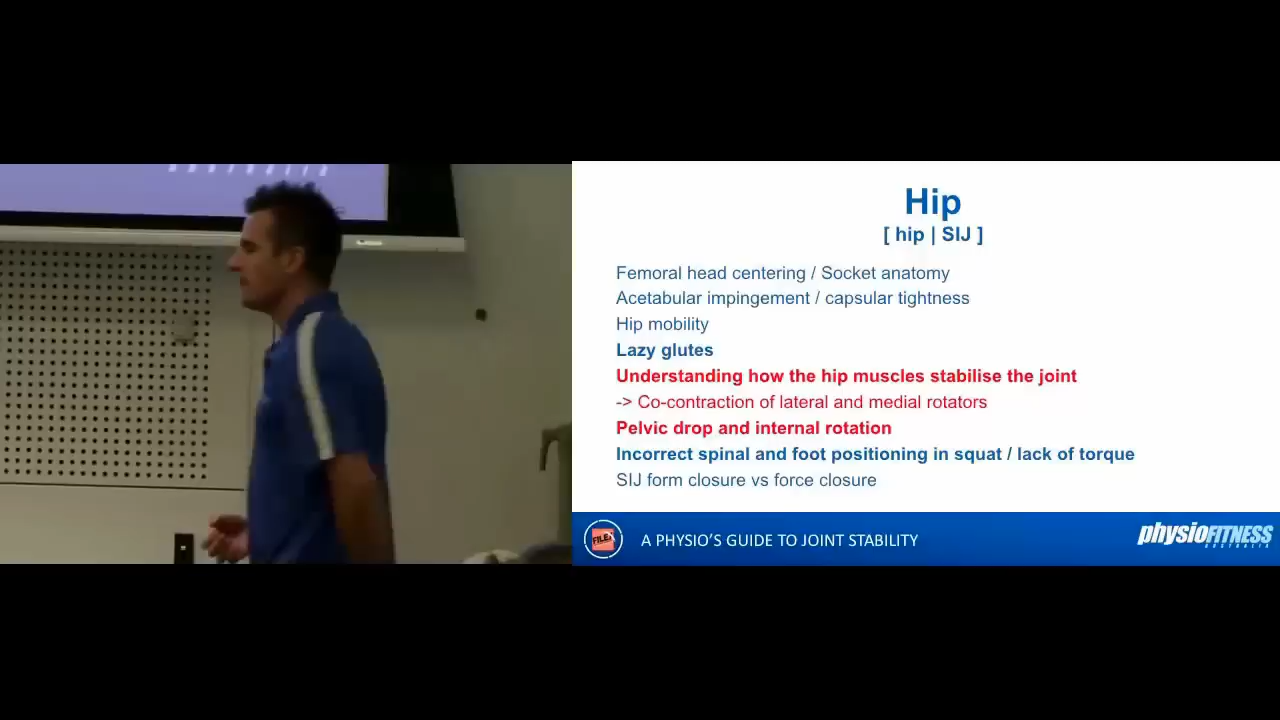 Hip
[ hip | SIJ ]
Femoral head centering / Socket anatomy
Acetabular impingement / capsular tightness
Hip mobility
Lazy glutes
Understanding how the hip muscles stabilise the joint
-> Co-contraction of lateral and medial rotators
Pelvic drop and internal rotation
Incorrect spinal and foot positioning in squat / lack of torque
SIJ form closure vs force closure
FILEX
A PHYSIO'S GUIDE TO JOINT STABILITY
physioFITNESS
AUSTRALIA